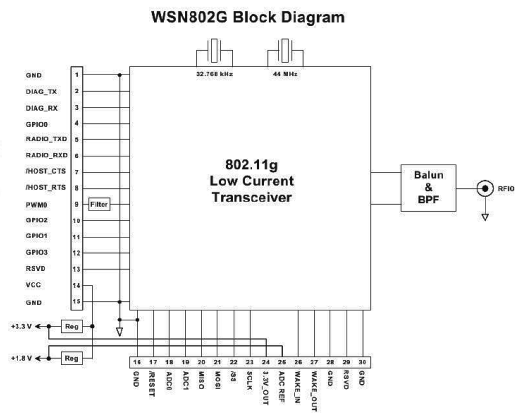 WSN802G Block Diagram
32.768 kHz
44 MHz
GND 1
DIAG_TX 2
DIAG_RX 3
GPIO0 4
RADIO_TXD 5
RADIO_RXD 6
/HOST_CTS 7
/HOST_RTS 8
PWM0 9 Filter
GPIO2 10
GPIO1 11
GPIO3 12
RSVD 13
VCC 14
GND 15
802.11g
Low Current
Transceiver
Balun
&
BPF
RFIO
+3.3 V Reg
+1.8 V Reg
16 17 18 19 20 21 22 23 24 25 26 27 28 29 30
GND
/RESET
ADC0
ADC1
MISO
MOSI
/SS
SCLK
3.3V_OUT
ADC REF
WAKE_IN
WAKE_OUT
GND
RSVD
GND